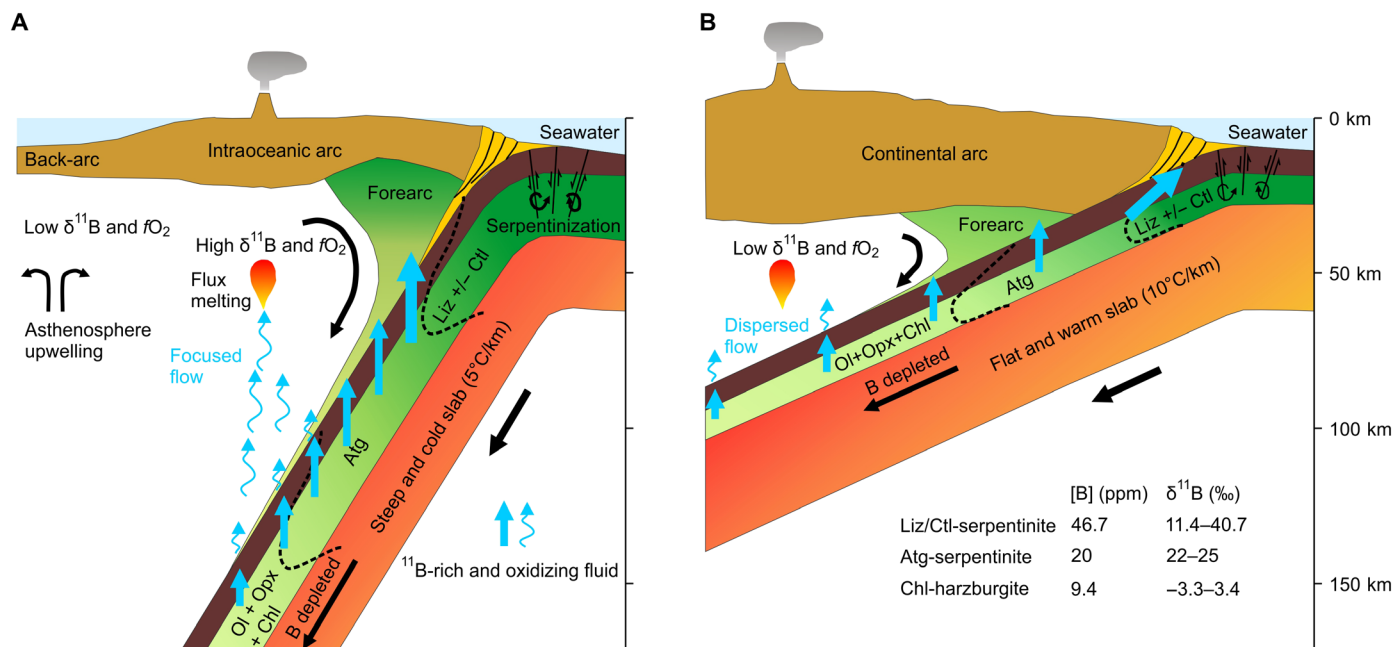 A
Seawater
Back-arc
Intraoceanic arc
Forearc
Serpentinization
Low δ¹¹B and fO₂
High δ¹¹B and fO₂
Flux
melting
Liz +/– Ctl
Asthenosphere
upwelling
Focused
flow
Steep and cold slab (5°C/km)
Atg
¹¹B-rich and oxidizing fluid
Ol + Opx
+ Chl
B depleted
B
0 km
Seawater
Continental arc
Forearc
Liz +/– Ctl
Low δ¹¹B and fO₂
50 km
Atg
Dispersed
flow
Ol+Opx+Chl
Flat and warm slab (10°C/km)
B depleted
100 km
[B] (ppm) δ¹¹B (‰)
Liz/Ctl-serpentinite 46.7 11.4–40.7
Atg-serpentinite 20 22–25
Chl-harzburgite 9.4 –3.3–3.4
150 km